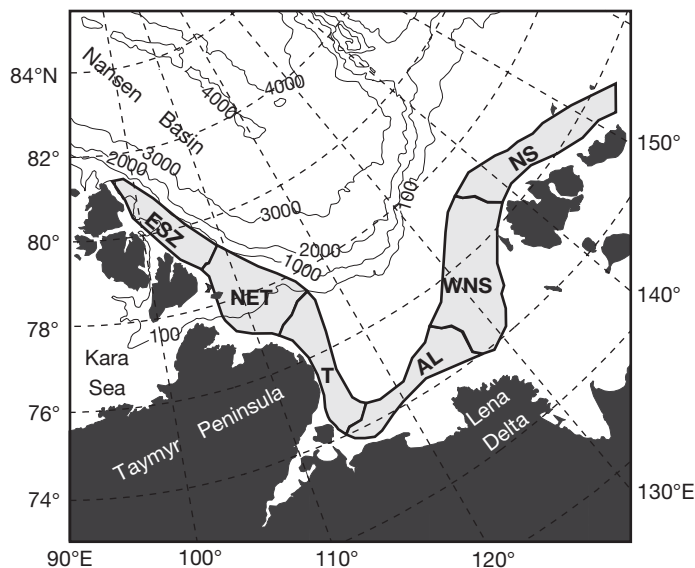 84°N
82°
80°
78°
76°
74°
90°E
100°
110°
120°
130°E
140°
150°
Nansen
Basin
4000
4000
3000
2000
3000
2000
1000
100
100
ESZ
NET
T
AL
WNS
NS
Kara
Sea
Taymyr Peninsula
Lena
Delta